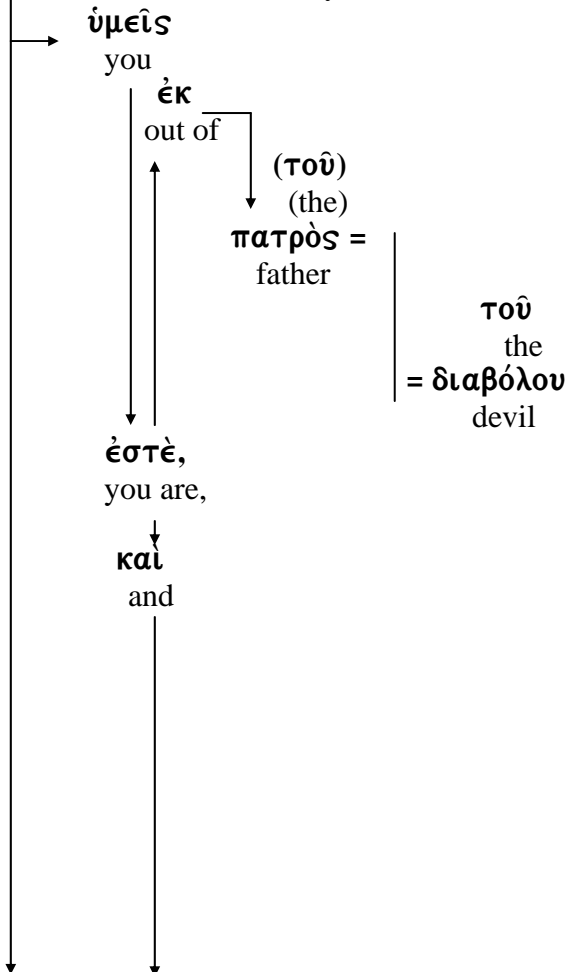 ὑμεῖς
you
ἐκ
out of
(τοῦ)
(the)
πατρὸς =
father
τοῦ
the
= διαβόλου
devil
ἐστὲ,
you are,
καὶ
and